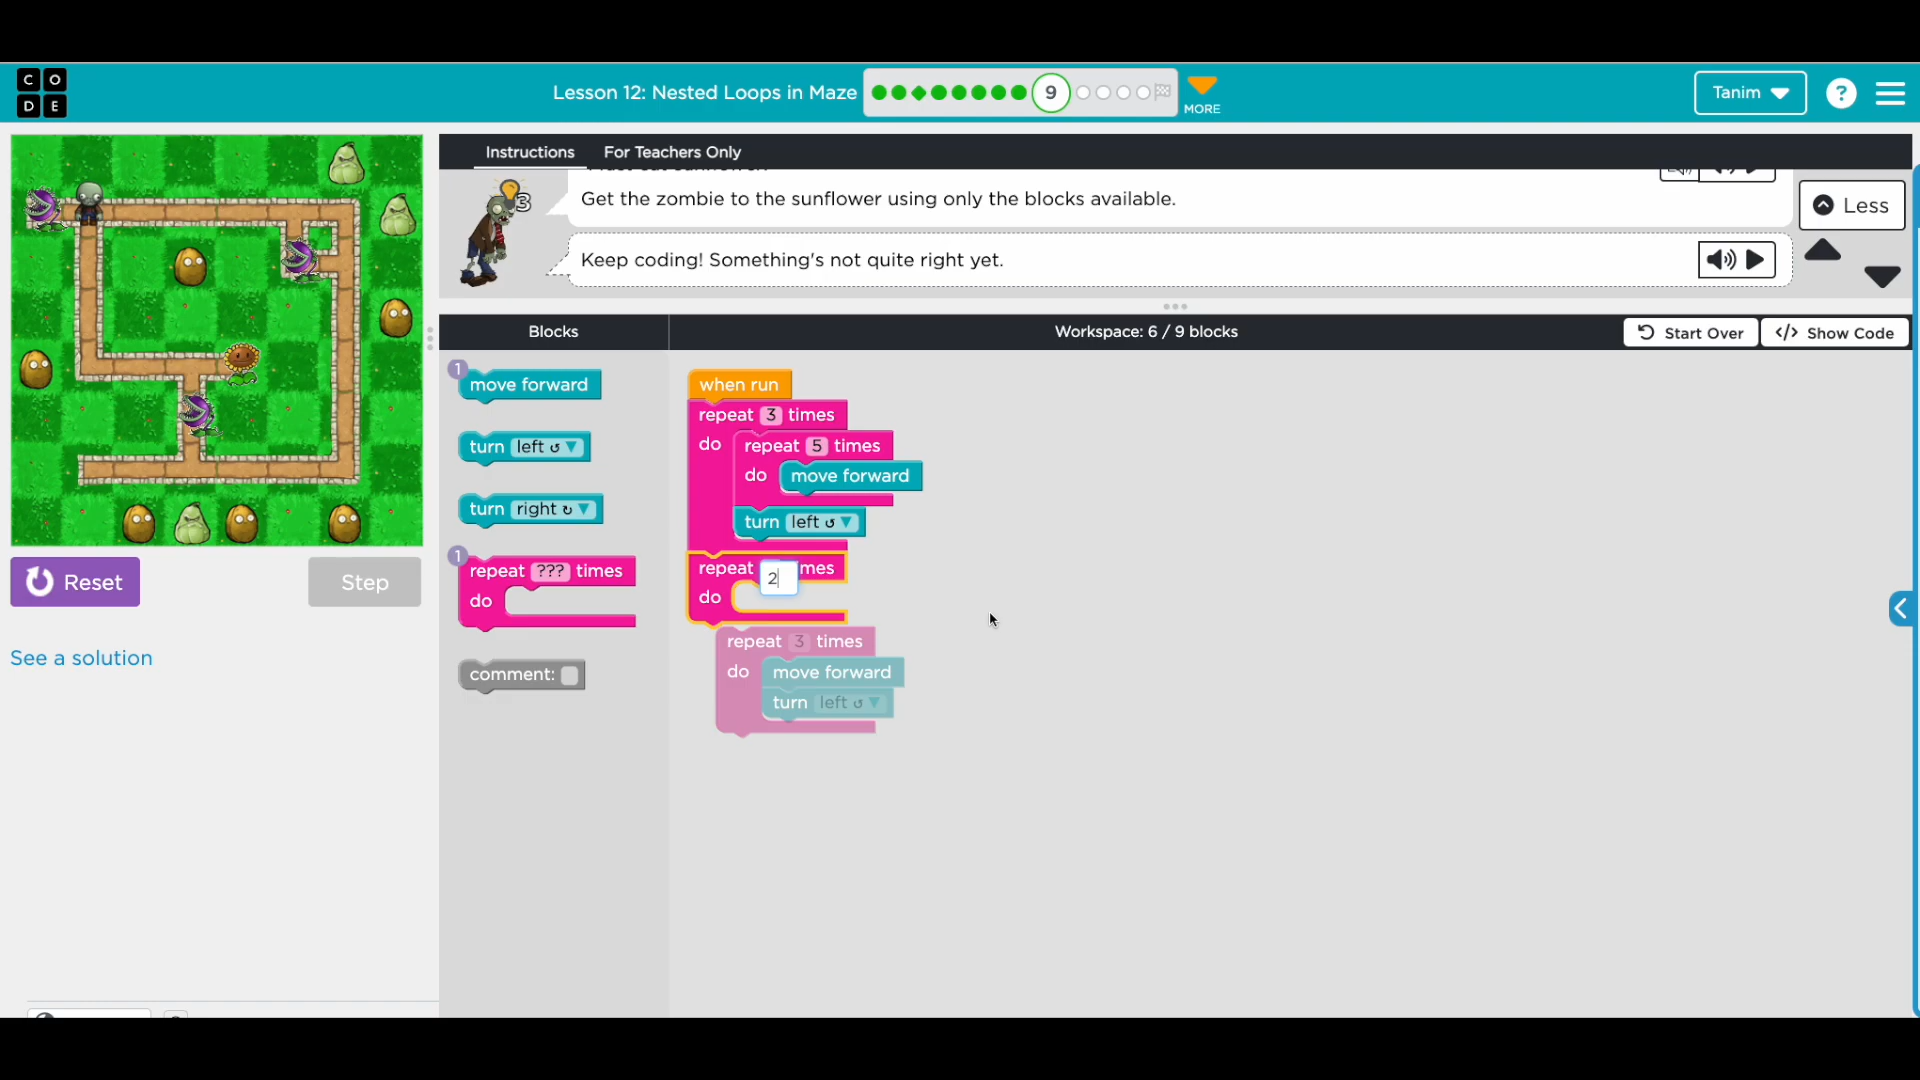 C O
D E
Lesson 12: Nested Loops in Maze
9
MORE
Tanim
?
Instructions
For Teachers Only
3
Get the zombie to the sunflower using only the blocks available.
Less
Keep coding! Something's not quite right yet.
Blocks
Workspace: 6 / 9 blocks
Start Over
</> Show Code
1
move forward
turn left ↺ ▼
turn right ↻ ▼
1
repeat ??? times
do
comment:
when run
repeat 3 times
do
repeat 5 times
do
move forward
turn left ↺ ▼
repeat 2 mes
do
repeat 3 times
do
move forward
turn left ↺ ▼
Reset
Step
See a solution